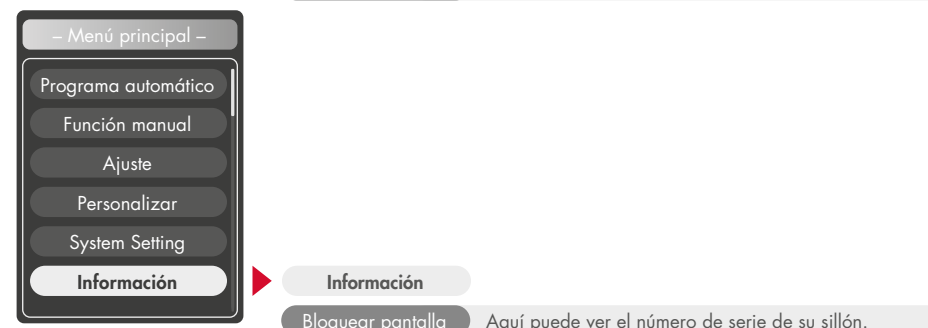 – Menú principal –
Programa automático
Función manual
Ajuste
Personalizar
System Setting
Información
Información
Bloquear pantalla Aquí puede ver el número de serie de su sillón.